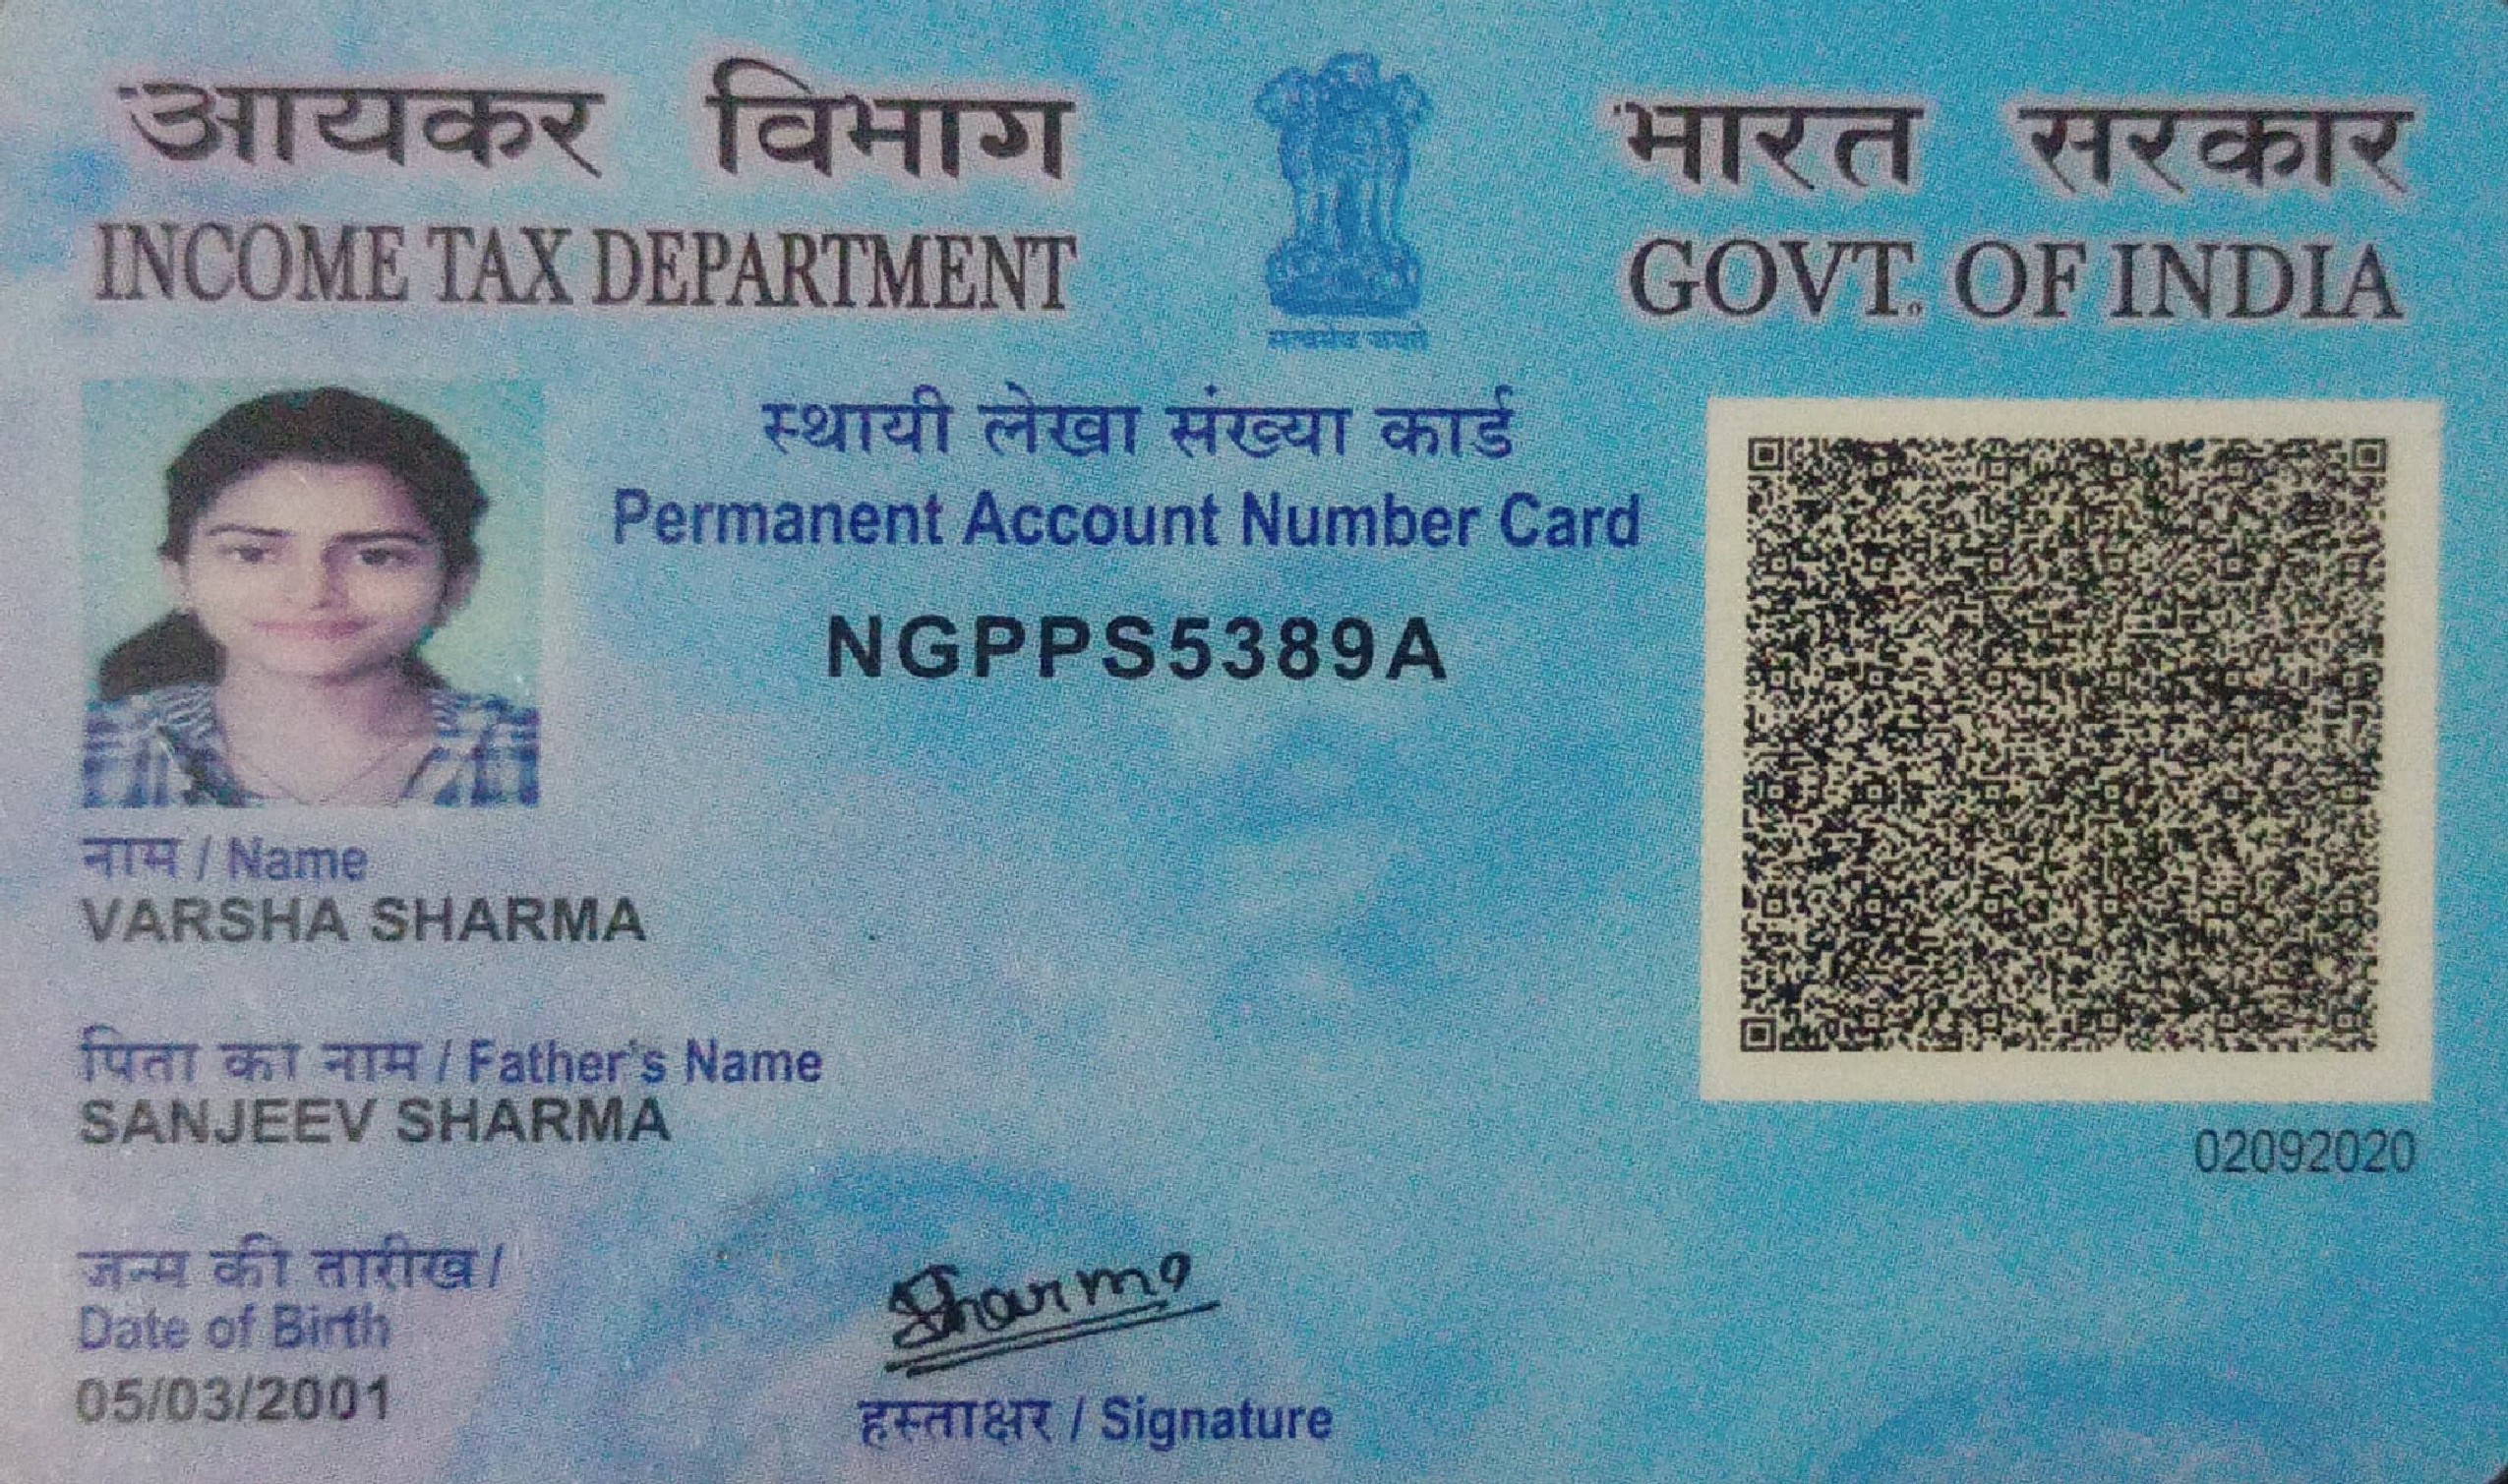 आयकर विभाग
INCOME TAX DEPARTMENT
भारत सरकार
GOVT. OF INDIA
सत्यमेव जयते
स्थायी लेखा संख्या कार्ड
Permanent Account Number Card
NGPPS5389A
नाम / Name
VARSHA SHARMA
पिता का नाम / Father's Name
SANJEEV SHARMA
02092020
जन्म की तारीख /
Date of Birth
05/03/2001
Sharma
हस्ताक्षर / Signature